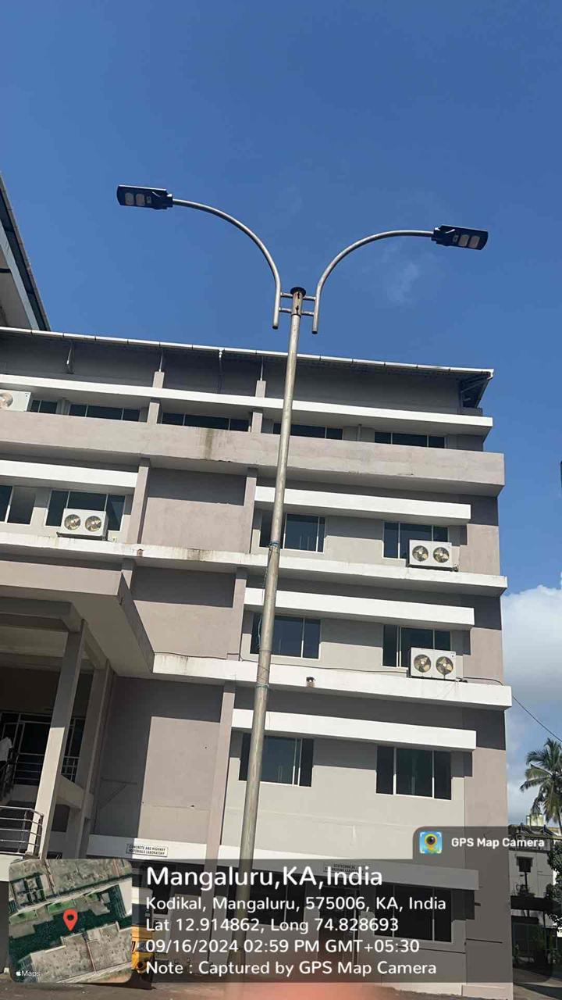 CONCRETE AND HIGHWAY
MATERIALS LABORATORY
GEOTECHNICAL
GPS Map Camera
Mangaluru,KA,India
Kodikal, Mangaluru, 575006, KA, India
Lat 12.914862, Long 74.828693
09/16/2024 02:59 PM GMT+05:30
Note : Captured by GPS Map Camera
Maps